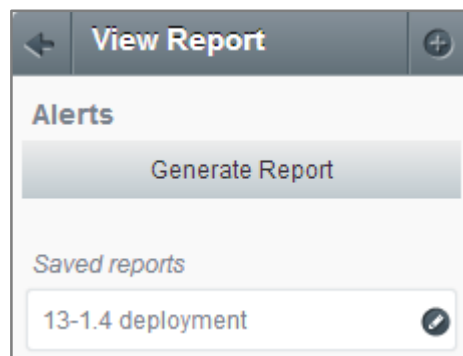 View Report
Alerts
Generate Report
Saved reports
13-1.4 deployment